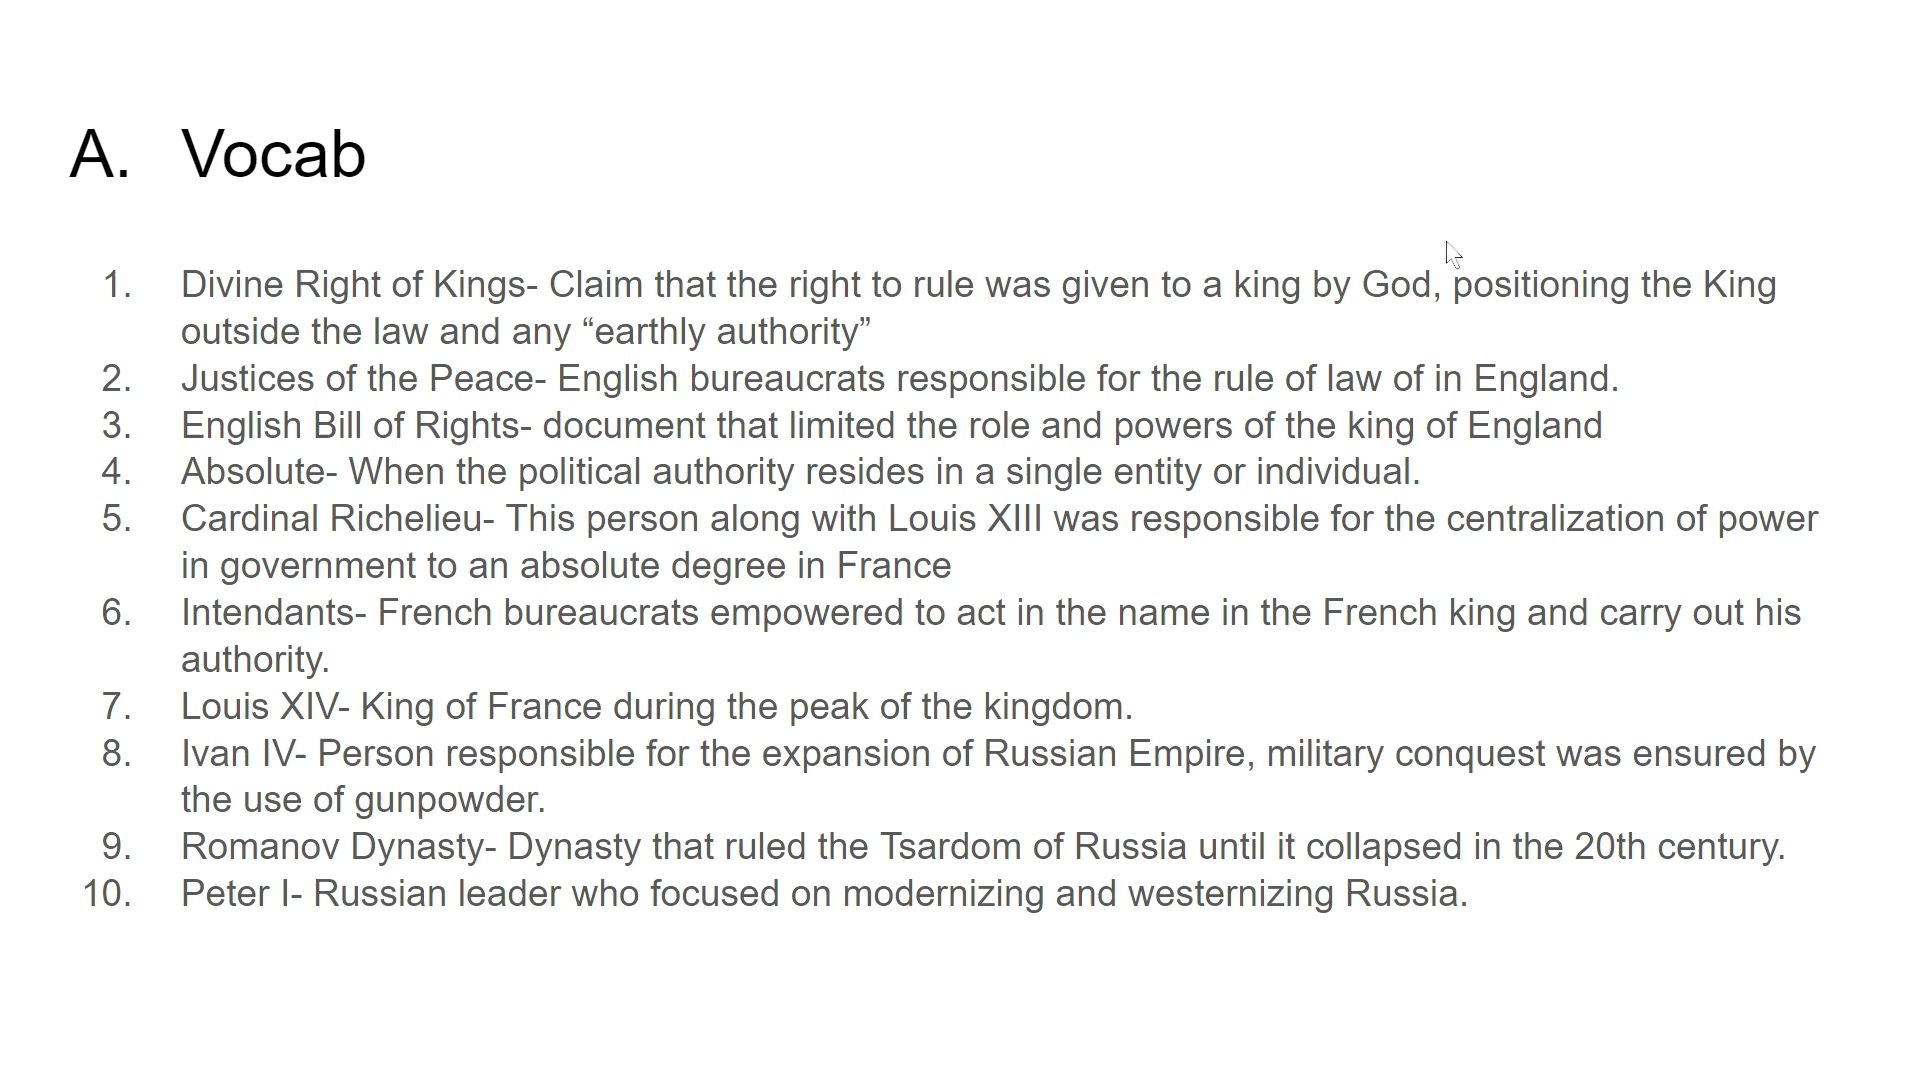 A. Vocab
1. Divine Right of Kings- Claim that the right to rule was given to a king by God, positioning the King
outside the law and any “earthly authority”
2. Justices of the Peace- English bureaucrats responsible for the rule of law of in England.
3. English Bill of Rights- document that limited the role and powers of the king of England
4. Absolute- When the political authority resides in a single entity or individual.
5. Cardinal Richelieu- This person along with Louis XIII was responsible for the centralization of power
in government to an absolute degree in France
6. Intendants- French bureaucrats empowered to act in the name in the French king and carry out his
authority.
7. Louis XIV- King of France during the peak of the kingdom.
8. Ivan IV- Person responsible for the expansion of Russian Empire, military conquest was ensured by
the use of gunpowder.
9. Romanov Dynasty- Dynasty that ruled the Tsardom of Russia until it collapsed in the 20th century.
10. Peter I- Russian leader who focused on modernizing and westernizing Russia.